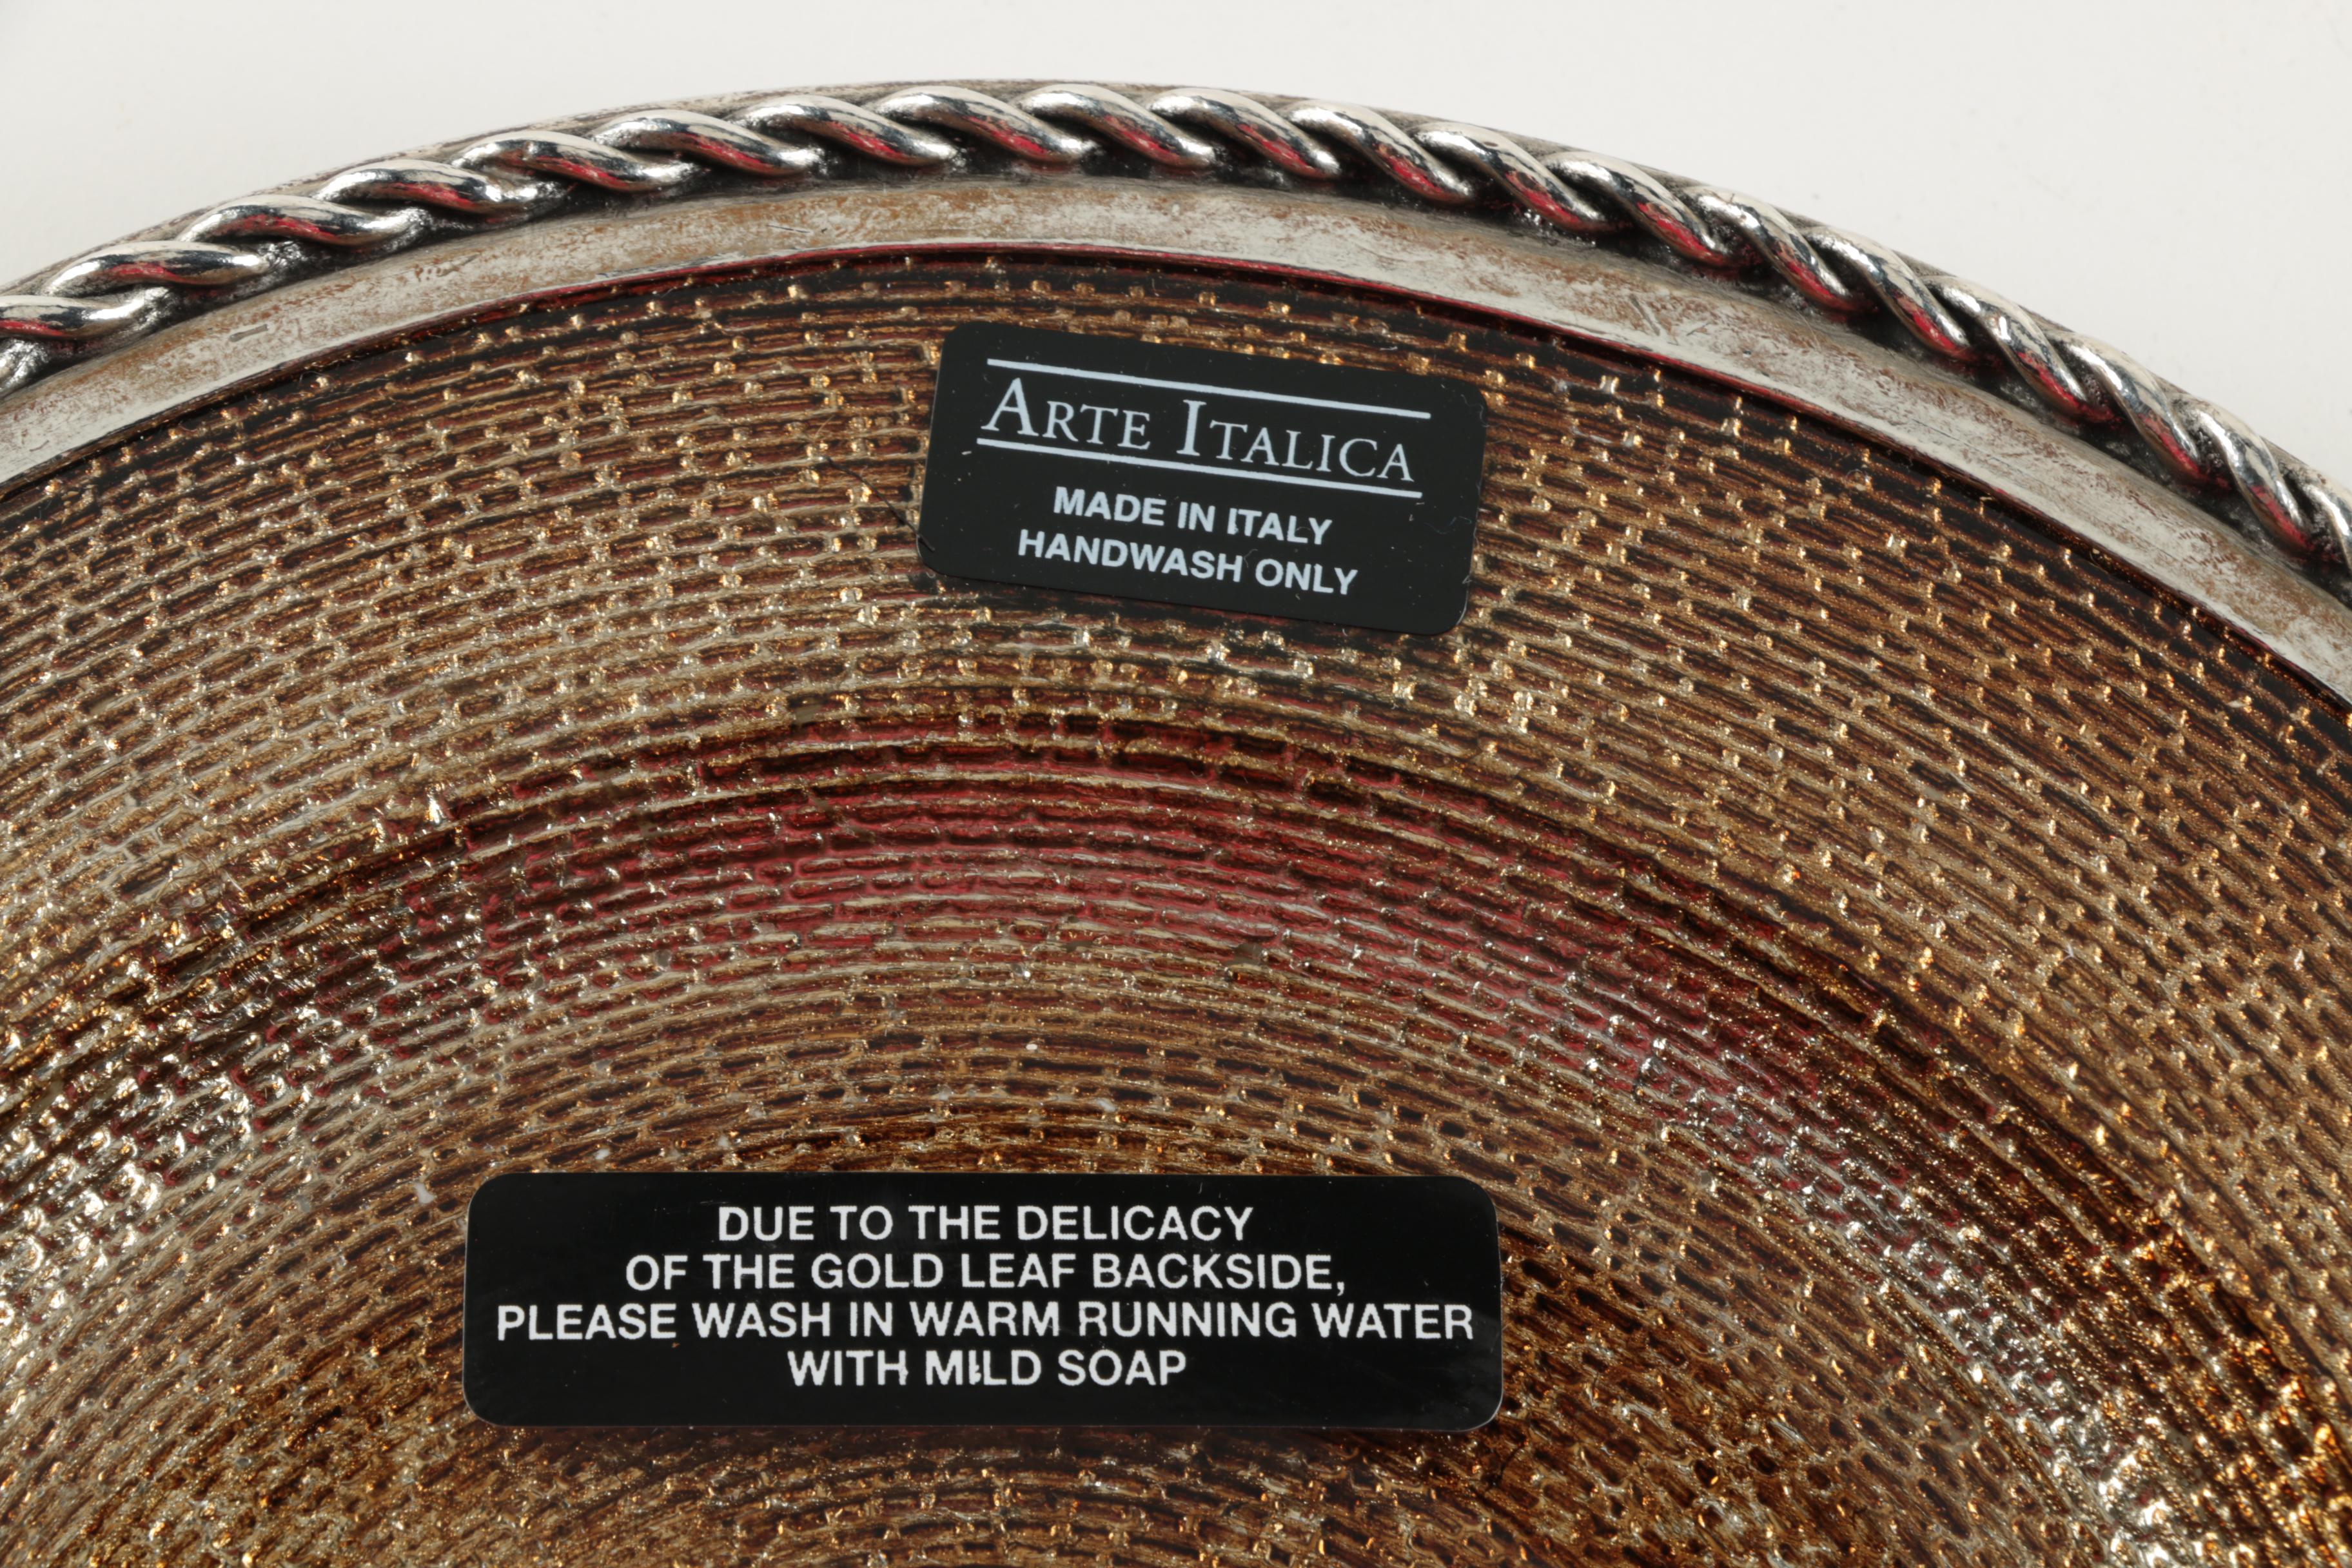 ARTE ITALICA
MADE IN ITALY
HANDWASH ONLY
DUE TO THE DELICACY
OF THE GOLD LEAF BACKSIDE,
PLEASE WASH IN WARM RUNNING WATER
WITH MILD SOAP